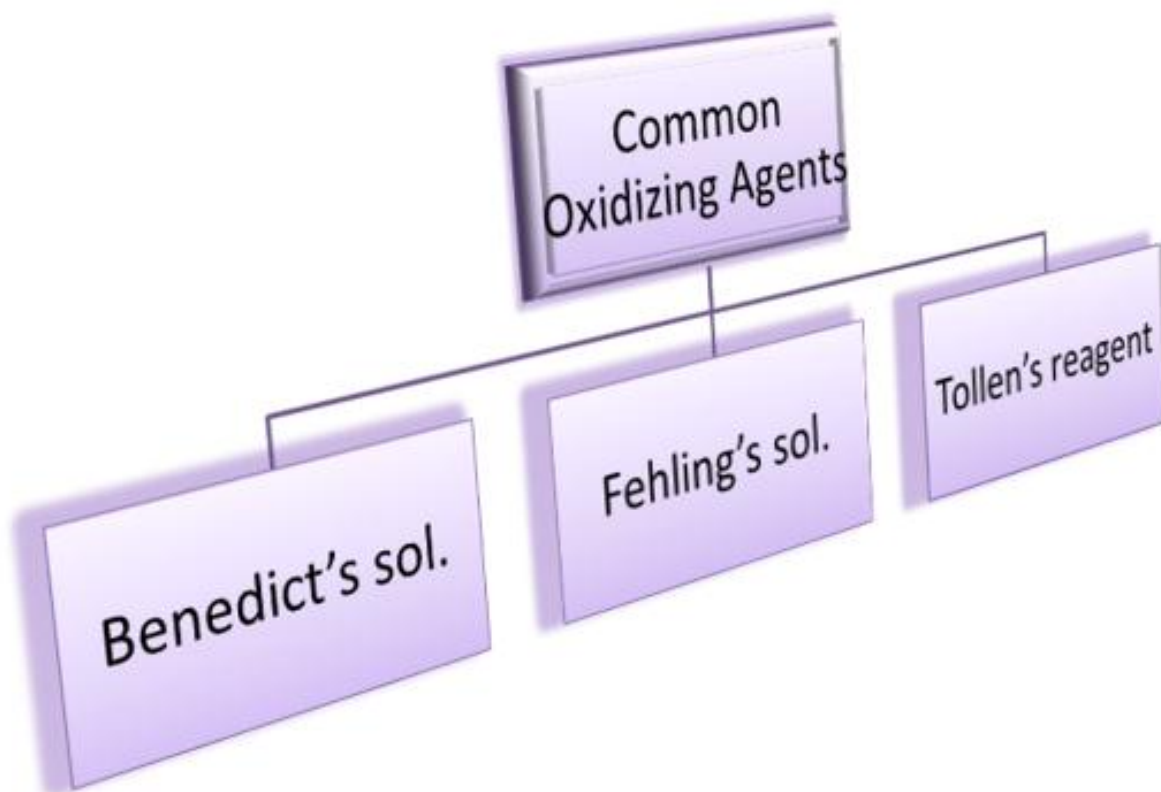 Common
Oxidizing Agents
Benedict's sol.
Fehling's sol.
Tollen's reagent